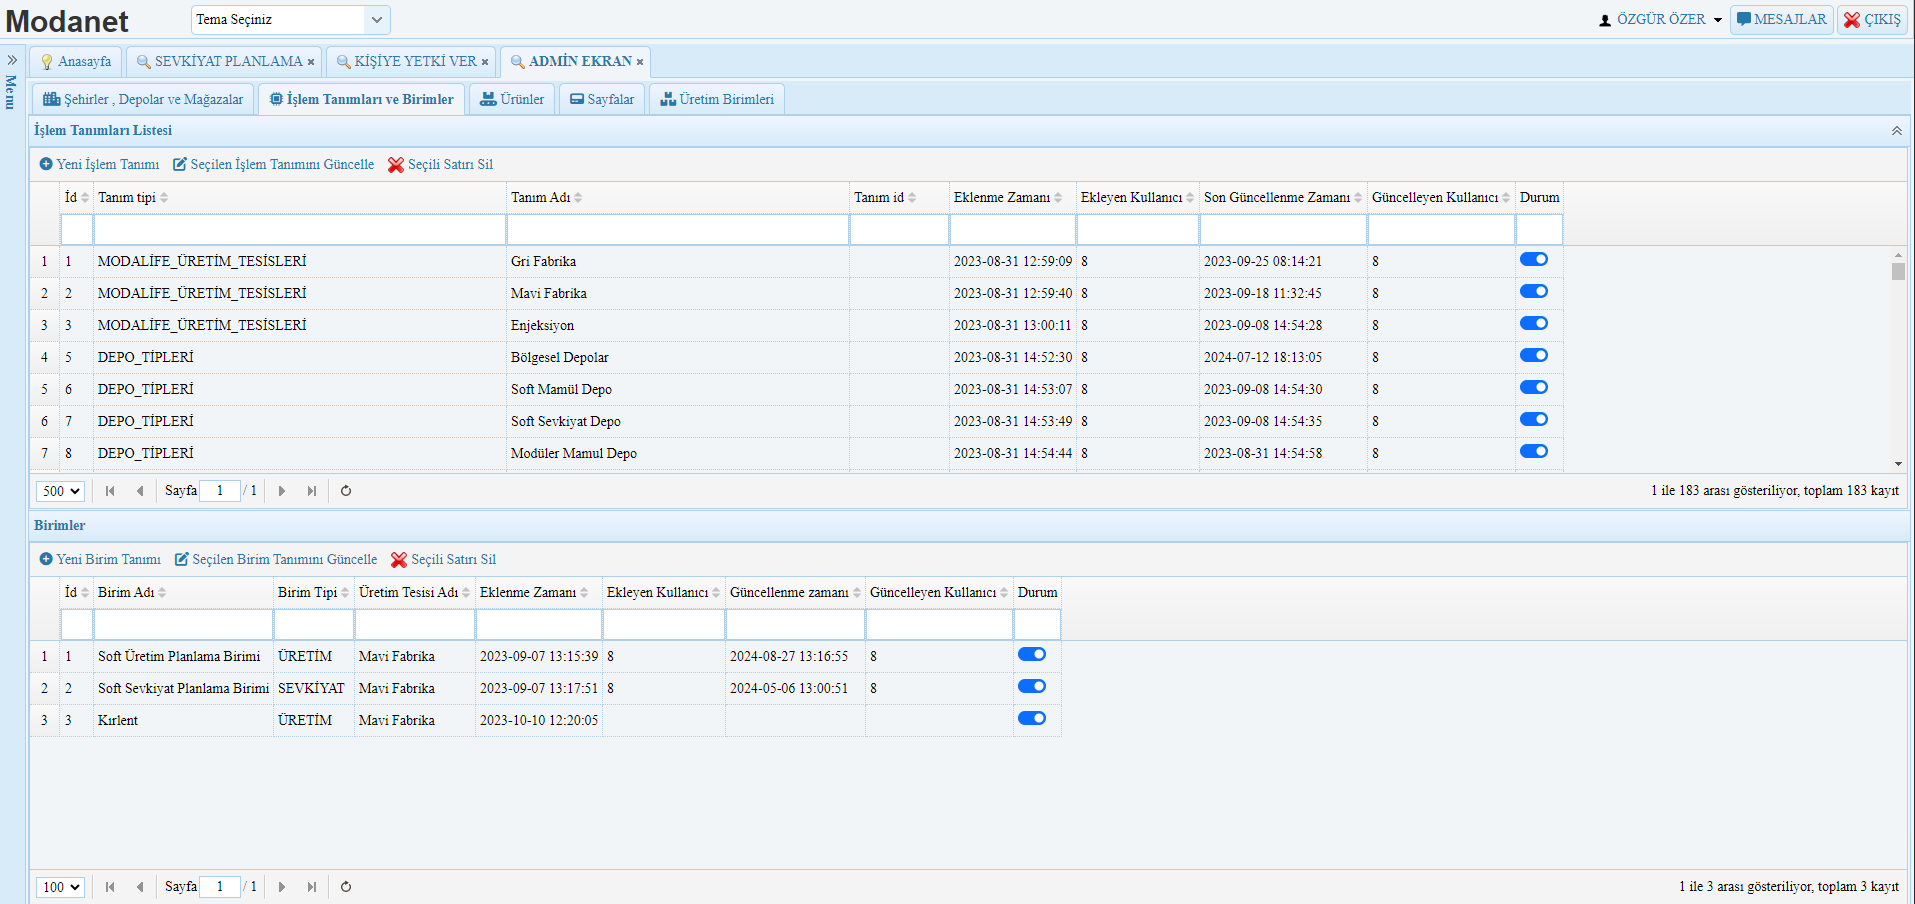 Modanet
Tema Seçiniz
ÖZGÜR ÖZER
MESAJLAR
ÇIKIŞ
Menu
Anasayfa
SEVKİYAT PLANLAMA ×
KİŞİYE YETKİ VER ×
ADMİN EKRAN ×
Şehirler , Depolar ve Mağazalar
İşlem Tanımları ve Birimler
Ürünler
Sayfalar
Üretim Birimleri
İşlem Tanımları Listesi
Yeni İşlem Tanımı
Seçilen İşlem Tanımını Güncelle
Seçili Satırı Sil
İd Tanım tipi Tanım Adı Tanım id Eklenme Zamanı Ekleyen Kullanıcı Son Güncellenme Zamanı Güncelleyen Kullanıcı Durum
1 1 MODALİFE_ÜRETİM_TESİSLERİ Gri Fabrika 2023-08-31 12:59:09 8 2023-09-25 08:14:21 8
2 2 MODALİFE_ÜRETİM_TESİSLERİ Mavi Fabrika 2023-08-31 12:59:40 8 2023-09-18 11:32:45 8
3 3 MODALİFE_ÜRETİM_TESİSLERİ Enjeksiyon 2023-08-31 13:00:11 8 2023-09-08 14:54:28 8
4 5 DEPO_TİPLERİ Bölgesel Depolar 2023-08-31 14:52:30 8 2024-07-12 18:13:05 8
5 6 DEPO_TİPLERİ Soft Mamül Depo 2023-08-31 14:53:07 8 2023-09-08 14:54:30 8
6 7 DEPO_TİPLERİ Soft Sevkiyat Depo 2023-08-31 14:53:49 8 2023-09-08 14:54:35 8
7 8 DEPO_TİPLERİ Modüler Mamul Depo 2023-08-31 14:54:44 8 2023-08-31 14:54:58 8
500 Sayfa 1 / 1 1 ile 183 arası gösteriliyor, toplam 183 kayıt
Birimler
Yeni Birim Tanımı
Seçilen Birim Tanımını Güncelle
Seçili Satırı Sil
İd Birim Adı Birim Tipi Üretim Tesisi Adı Eklenme Zamanı Ekleyen Kullanıcı Güncellenme zamanı Güncelleyen Kullanıcı Durum
1 1 Soft Üretim Planlama Birimi ÜRETİM Mavi Fabrika 2023-09-07 13:15:39 8 2024-08-27 13:16:55 8
2 2 Soft Sevkiyat Planlama Birimi SEVKİYAT Mavi Fabrika 2023-09-07 13:17:51 8 2024-05-06 13:00:51 8
3 3 Kırlent ÜRETİM Mavi Fabrika 2023-10-10 12:20:05
100 Sayfa 1 / 1 1 ile 3 arası gösteriliyor, toplam 3 kayıt